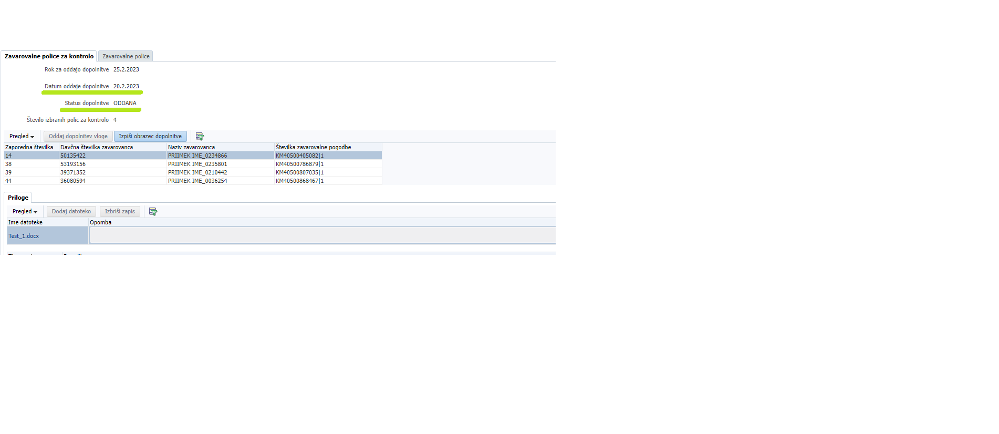 Zavarovalne police za kontrolo Zavarovalne police
Rok za oddajo dopolnitve 25.2.2023
Datum oddaje dopolnitve 20.2.2023
Status dopolnitve ODDANA
Število izbranih polic za kontrolo 4
Pregled Oddaj dopolnitev vloge Izpiši obrazec dopolnitve
Zaporedna številka Davčna številka zavarovanca Naziv zavarovanca Številka zavarovalne pogodbe
14 50135422 PRIIMEK IME_0234866 KM40500405082|1
38 53193156 PRIIMEK IME_0235801 KM40500786879|1
39 39371352 PRIIMEK IME_0210442 KM40500807035|1
44 36080594 PRIIMEK IME_0036254 KM40500868467|1
Priloge
Pregled Dodaj datoteko Izbriši zapis
Ime datoteke Opomba
Test_1.docx